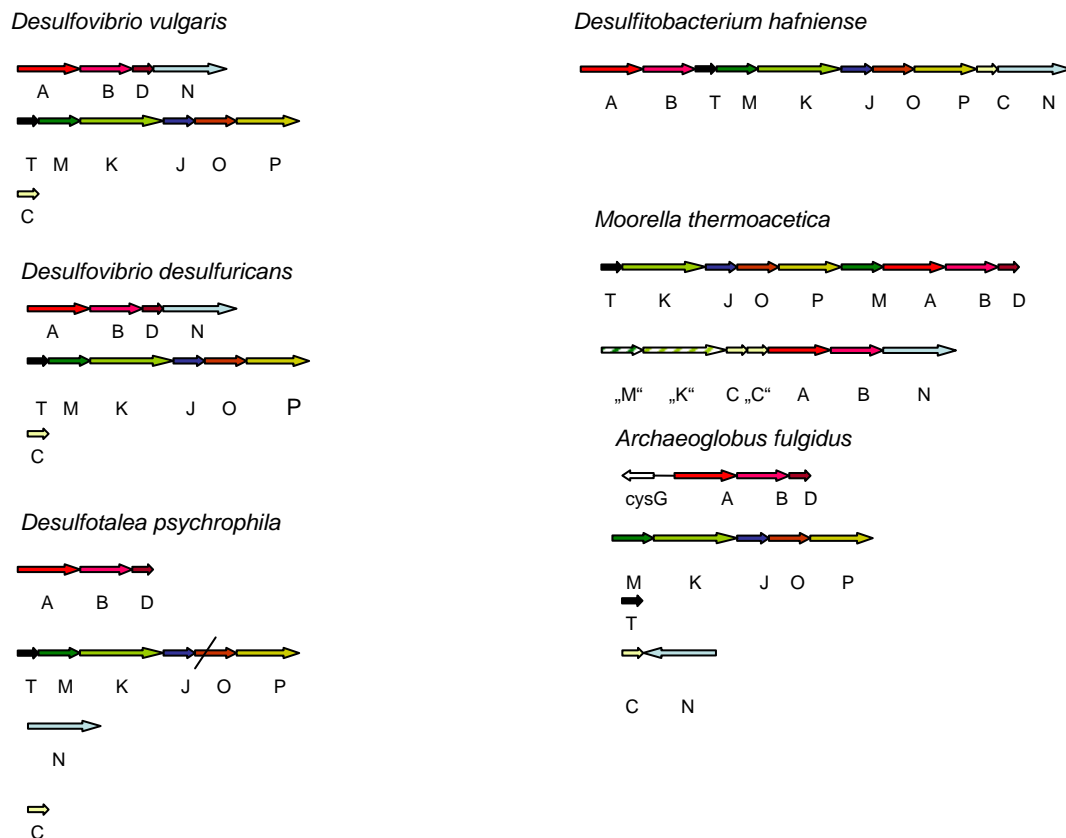 Desulfovibrio vulgaris
A B D N
T M K J O P
C
Desulfovibrio desulfuricans
A B D N
T M K J O P
C
Desulfotalea psychrophila
A B D
T M K J O P
N
C
Desulfitobacterium hafniense
A B T M K J O P C N
Moorella thermoacetica
T K J O P M A B D
„M“ „K“ C „C“ A B N
Archaeoglobus fulgidus
cysG A B D
M K J O P
T
C N